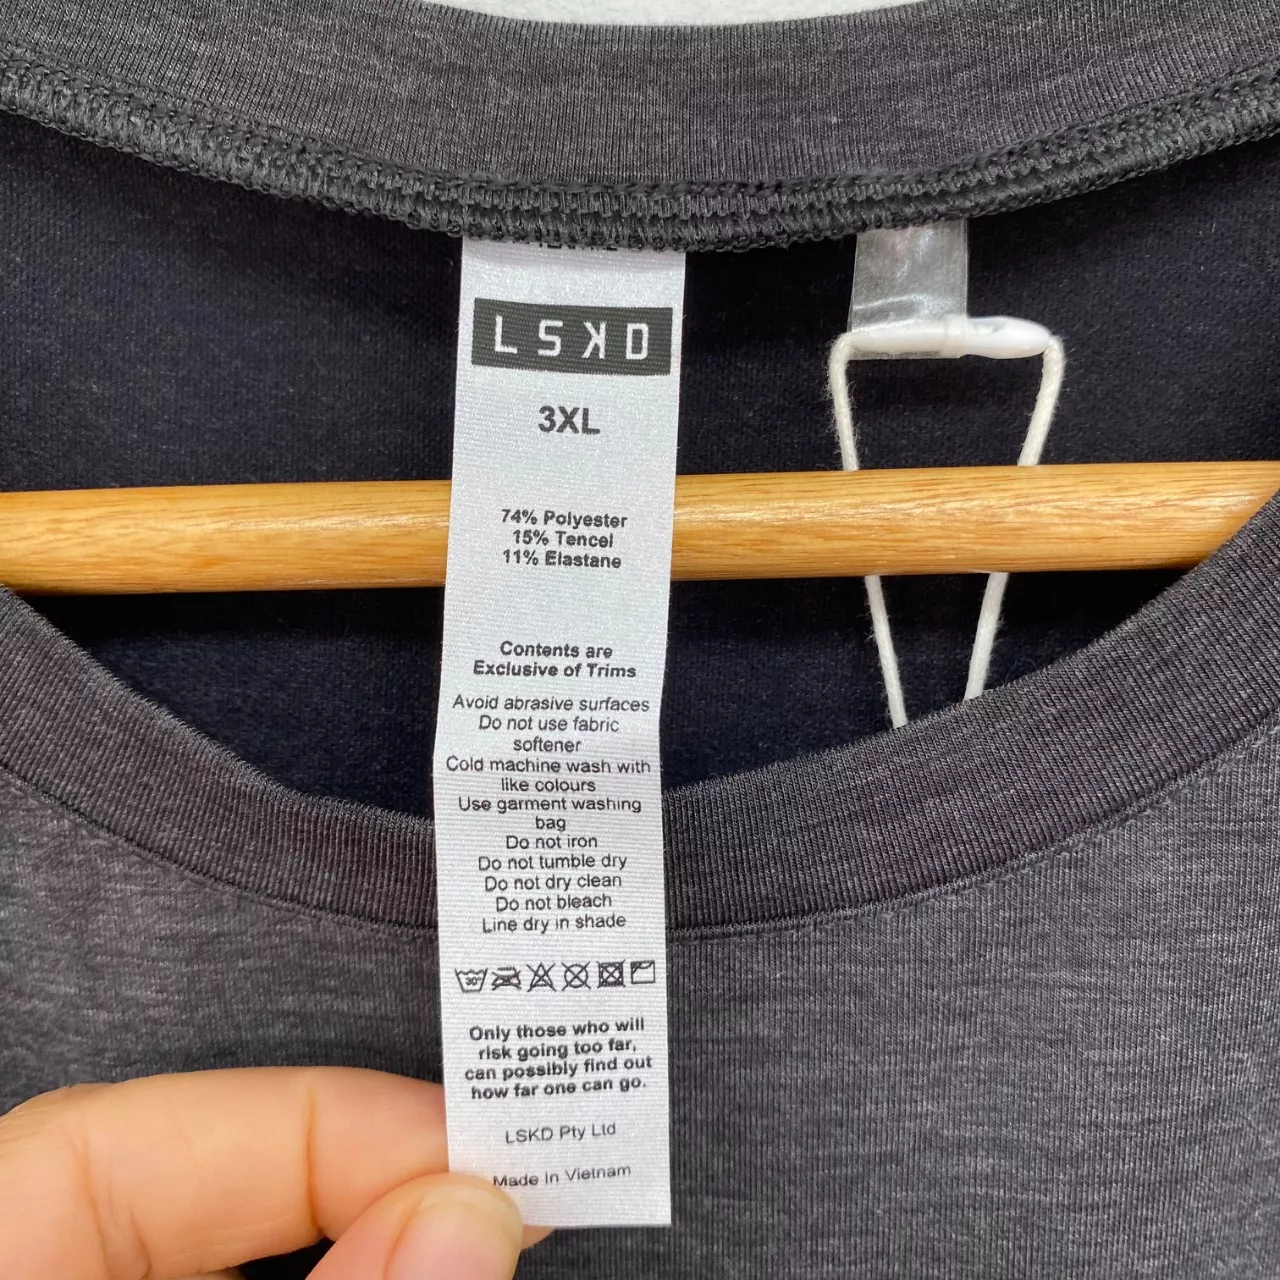 LSKD
3XL
74% Polyester
15% Tencel
11% Elastane
Contents are
Exclusive of Trims
Avoid abrasive surfaces
Do not use fabric
softener
Cold machine wash with
like colours
Use garment washing
bag
Do not iron
Do not tumble dry
Do not dry clean
Do not bleach
Line dry in shade
30°
Only those who will
risk going too far,
can possibly find out
how far one can go.
LSKD Pty Ltd
Made In Vietnam